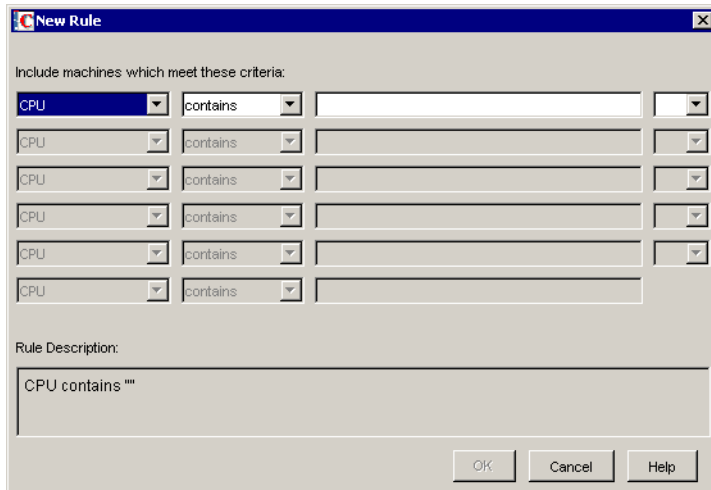 C New Rule
Include machines which meet these criteria:
CPU contains
CPU contains
CPU contains
CPU contains
CPU contains
CPU contains
Rule Description:
CPU contains ""
OK Cancel Help